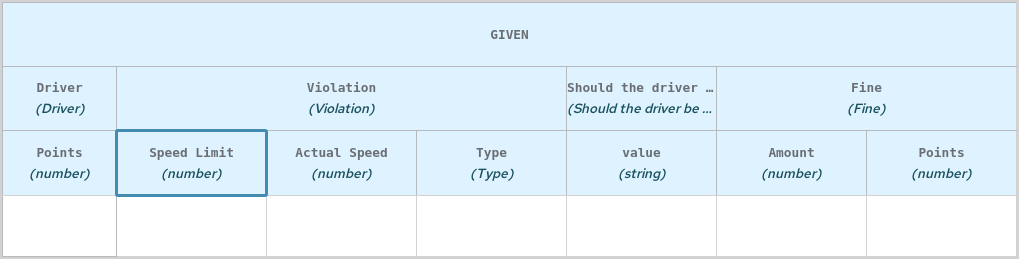 GIVEN
Driver Violation Should the driver … Fine
(Driver) (Violation) (Should the driver be ... (Fine)
Points Speed Limit Actual Speed Type value Amount Points
(number) (number) (number) (Type) (string) (number) (number)